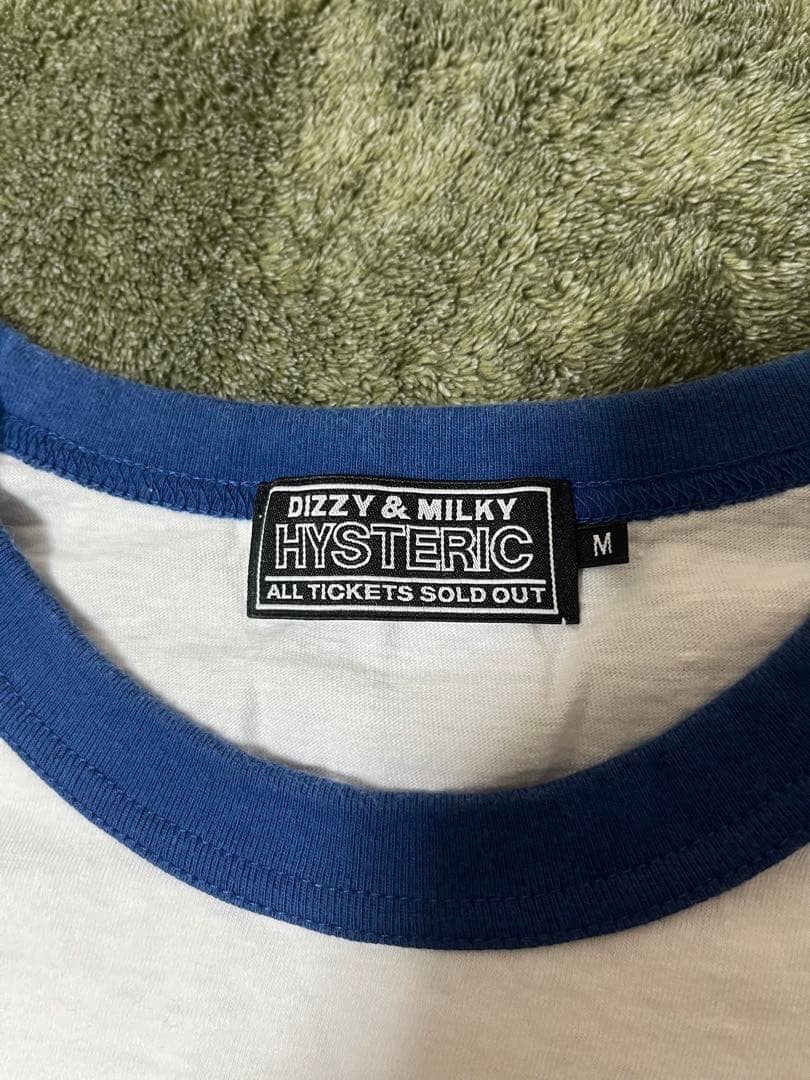 DIZZY & MILKY
HYSTERIC
ALL TICKETS SOLD OUT
M